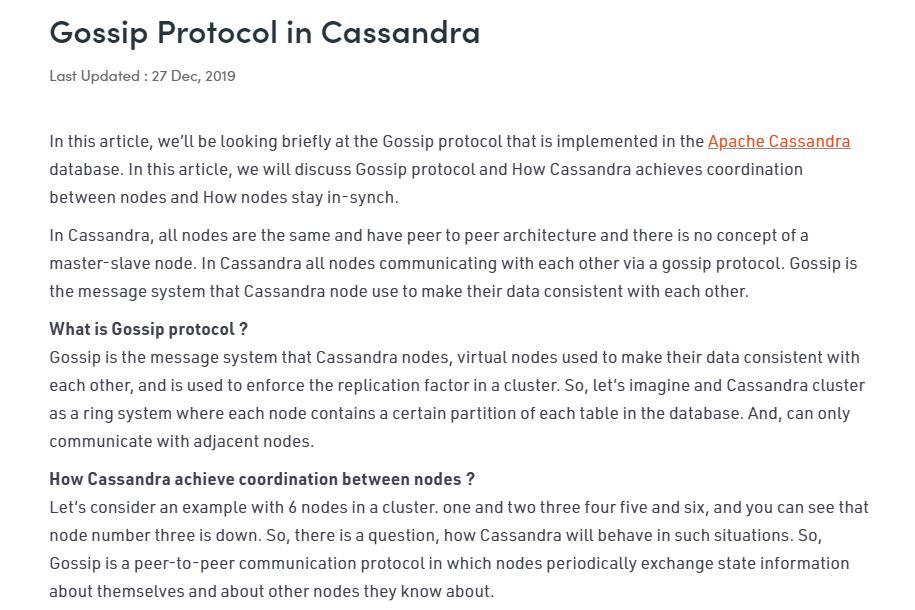 Gossip Protocol in Cassandra
Last Updated : 27 Dec, 2019
In this article, we’ll be looking briefly at the Gossip protocol that is implemented in the Apache Cassandra
database. In this article, we will discuss Gossip protocol and How Cassandra achieves coordination
between nodes and How nodes stay in-synch.
In Cassandra, all nodes are the same and have peer to peer architecture and there is no concept of a
master-slave node. In Cassandra all nodes communicating with each other via a gossip protocol. Gossip is
the message system that Cassandra node use to make their data consistent with each other.
What is Gossip protocol ?
Gossip is the message system that Cassandra nodes, virtual nodes used to make their data consistent with
each other, and is used to enforce the replication factor in a cluster. So, let’s imagine and Cassandra cluster
as a ring system where each node contains a certain partition of each table in the database. And, can only
communicate with adjacent nodes.
How Cassandra achieve coordination between nodes ?
Let’s consider an example with 6 nodes in a cluster. one and two three four five and six, and you can see that
node number three is down. So, there is a question, how Cassandra will behave in such situations. So,
Gossip is a peer-to-peer communication protocol in which nodes periodically exchange state information
about themselves and about other nodes they know about.